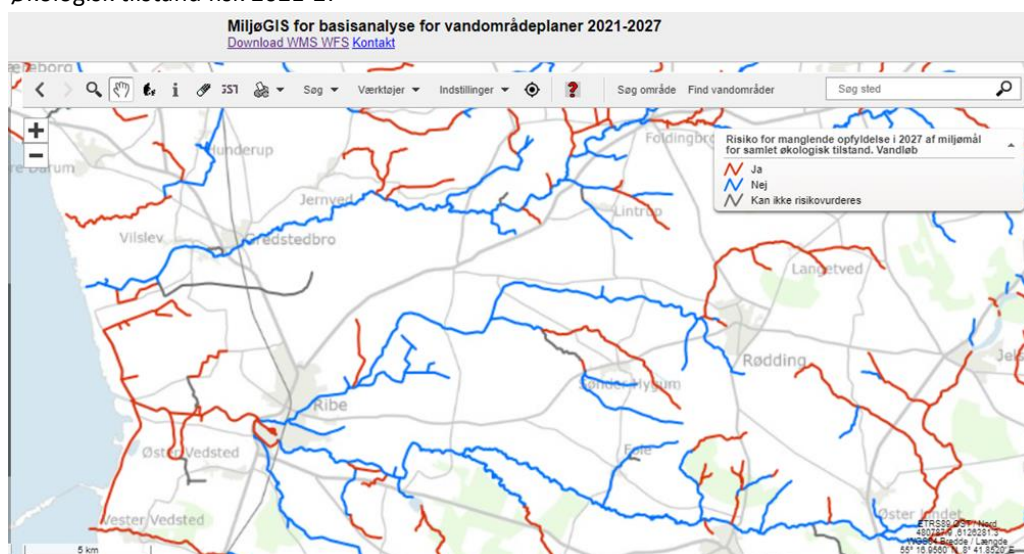 MiljøGIS for basisanalyse for vandområdeplaner 2021-2027
Download WMS WFS Kontakt
Søg
Værktøjer
Indstillinger
Søg område
Find vandområder
Søg sted
Hunderup
Foldingbro
Risiko for manglende opfyldelse i 2027 af miljømål
for samlet økologisk tilstand. Vandløb
Ja
Nej
Kan ikke risikovurderes
Jernved
Lintrup
Vilslev
Gredstedbro
Langetved
Rødding
Jels
Sønder Hygum
Ribe
Øster Vedsted
Fole
Vester Vedsted
Øster Lindet
5 km